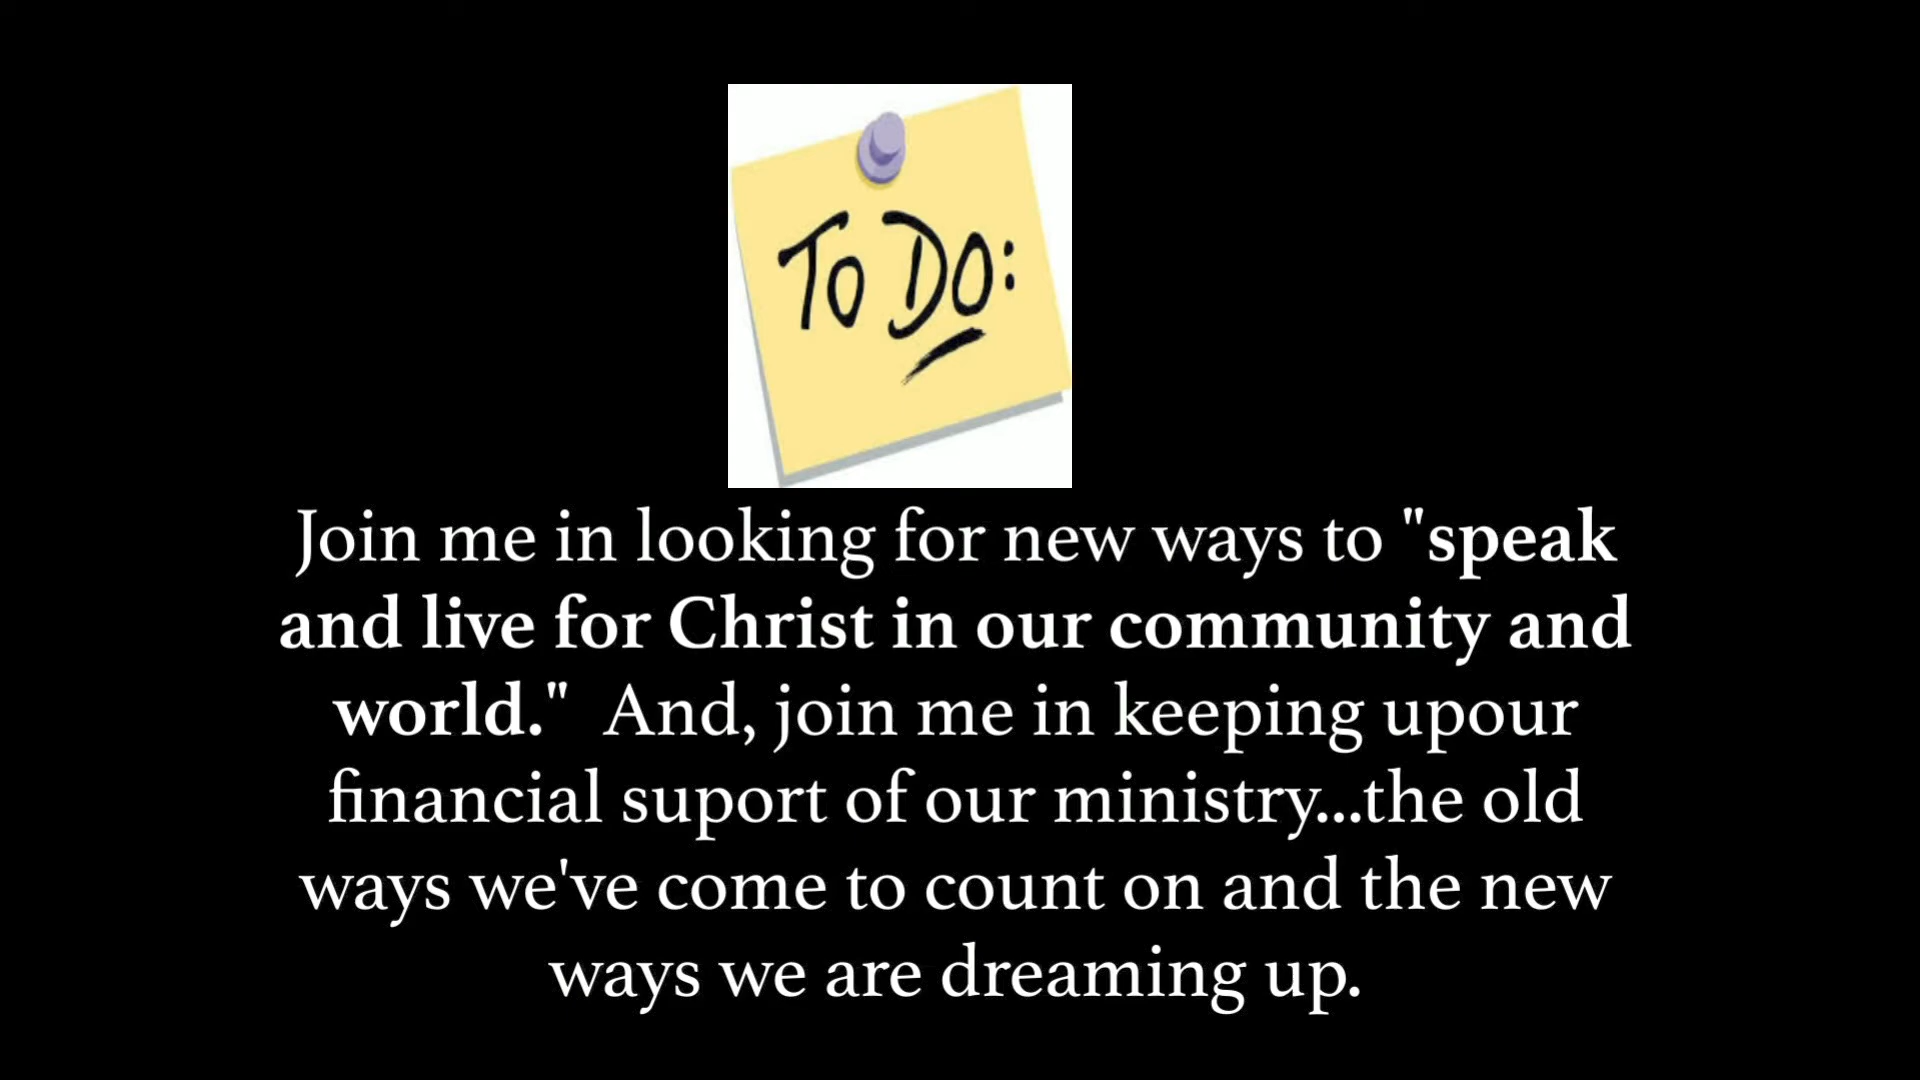 To Do:
Join me in looking for new ways to "speak
and live for Christ in our community and
world." And, join me in keeping upour
financial suport of our ministry...the old
ways we've come to count on and the new
ways we are dreaming up.